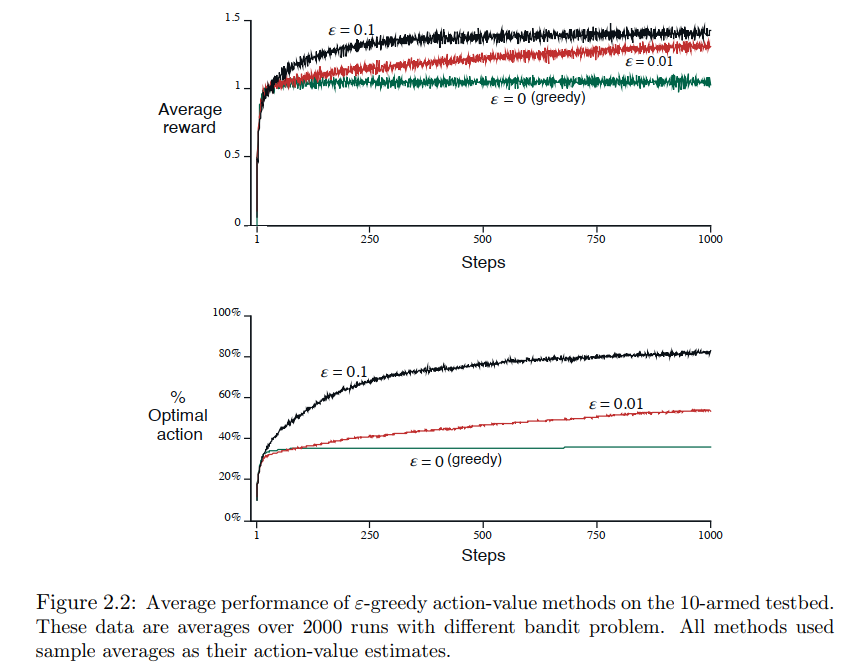 1.5
ε = 0.1
ε = 0.01
1
ε = 0 (greedy)
Average
reward
0.5
0
1 250 500 750 1000
Steps
100%
80%
ε = 0.1
60%
ε = 0.01
%
Optimal
action
40%
ε = 0 (greedy)
20%
0%
1 250 500 750 1000
Steps
Figure 2.2: Average performance of ε-greedy action-value methods on the 10-armed testbed.
These data are averages over 2000 runs with different bandit problem. All methods used
sample averages as their action-value estimates.